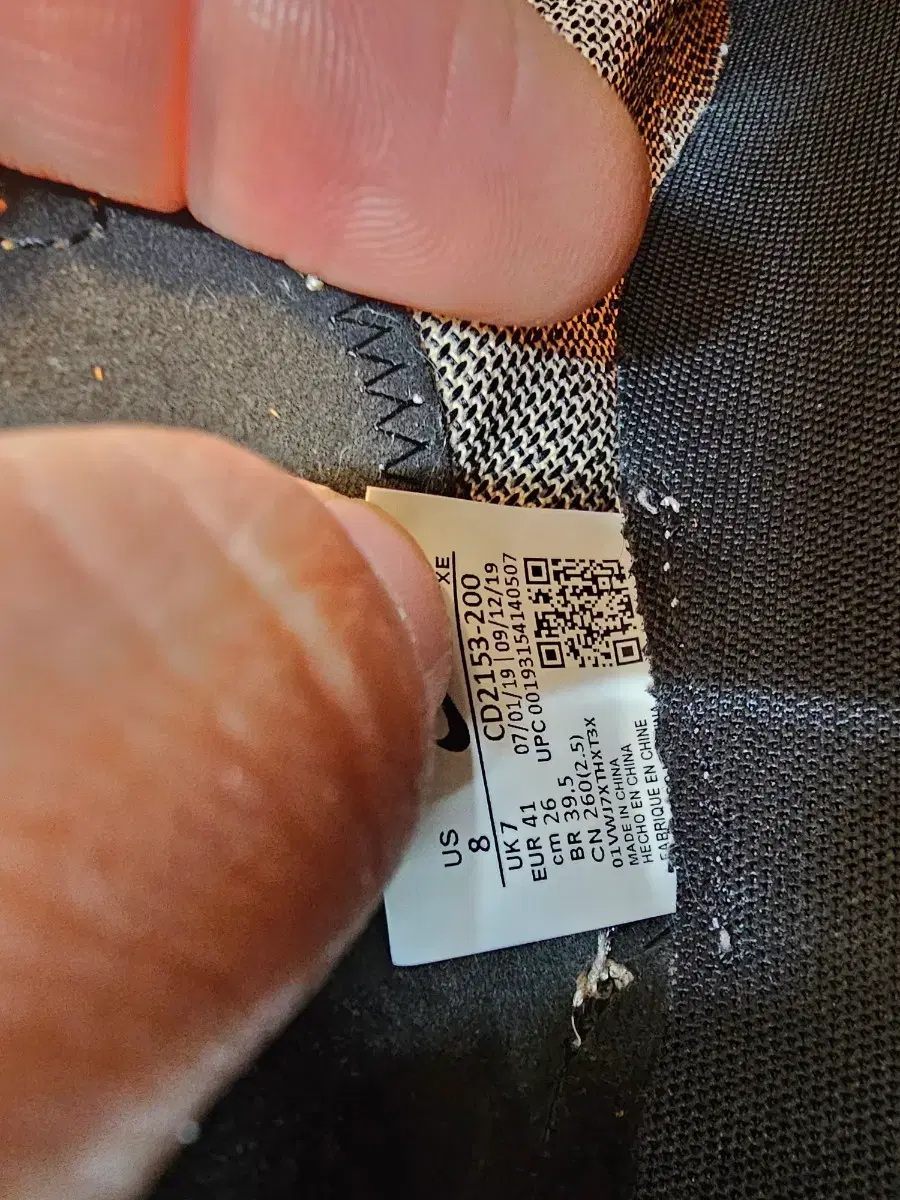 XE
US
8
CD2153-200
07/01/19 | 09/12/19
UPC 00193154140507
UK 7
EUR 41
cm 26
BR 39.5
CN 260(2.5)
01VWJ7XTHXT3X
MADE IN CHINA
HECHO EN CHINA
FABRIQUE EN CHINE